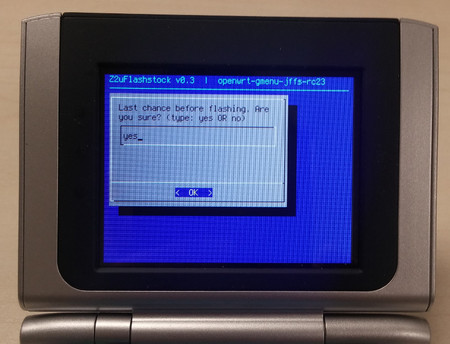 Z2uFlashstock v0.3 | openwrt-gmenu-jffs-rc23
Last chance before flashing. Are
you sure? (type: yes OR no)
yes_
< OK >